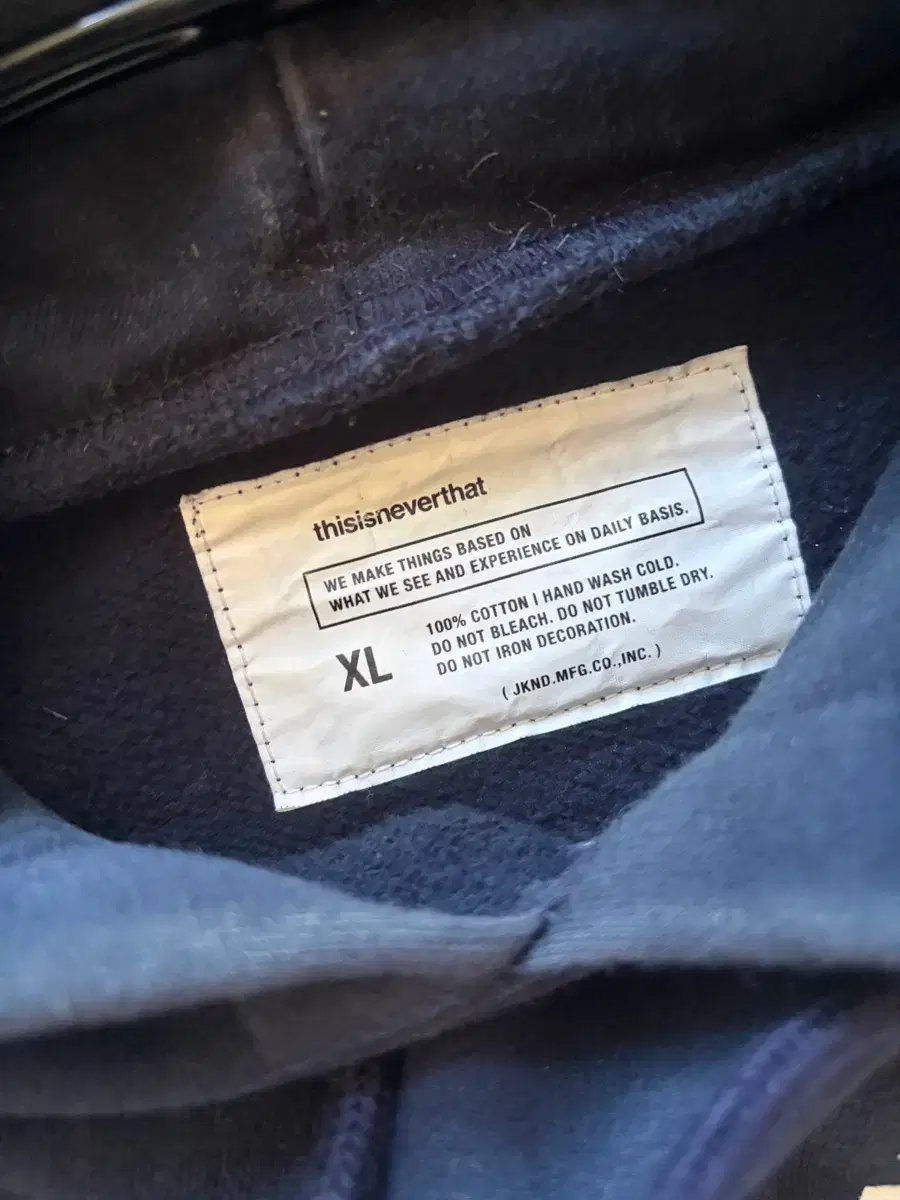 thisisneverthat
WE MAKE THINGS BASED ON
WHAT WE SEE AND EXPERIENCE ON DAILY BASIS.
XL
100% COTTON I HAND WASH COLD.
DO NOT BLEACH. DO NOT TUMBLE DRY.
DO NOT IRON DECORATION.
( JKND.MFG.CO.,INC. )